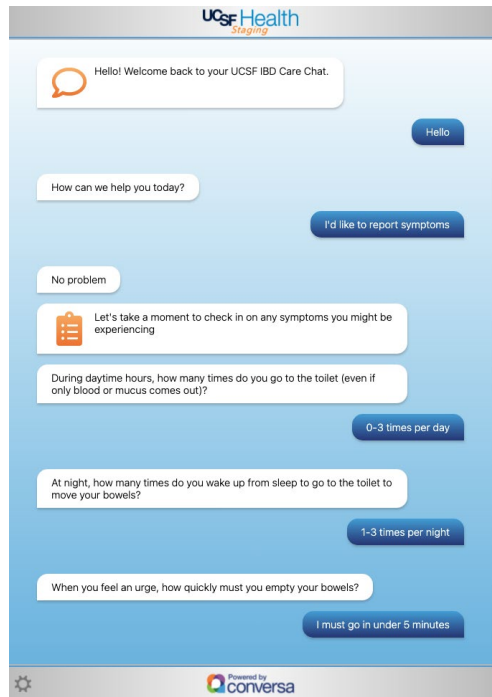 UCSF Health
Staging
Hello! Welcome back to your UCSF IBD Care Chat.
Hello
How can we help you today?
I'd like to report symptoms
No problem
Let's take a moment to check in on any symptoms you might be
experiencing
During daytime hours, how many times do you go to the toilet (even if
only blood or mucus comes out)?
0-3 times per day
At night, how many times do you wake up from sleep to go to the toilet to
move your bowels?
1-3 times per night
When you feel an urge, how quickly must you empty your bowels?
I must go in under 5 minutes
Powered by
conversa